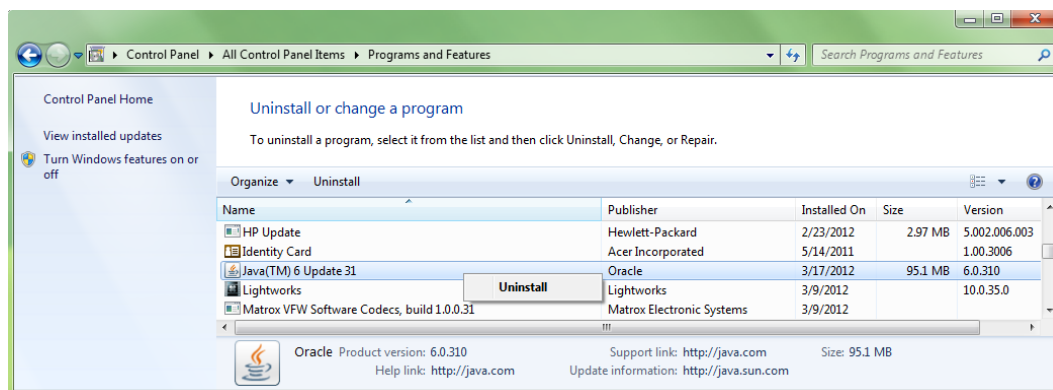 Control Panel All Control Panel Items Programs and Features Search Programs and Features
Control Panel Home
View installed updates
Turn Windows features on or
off
Uninstall or change a program
To uninstall a program, select it from the list and then click Uninstall, Change, or Repair.
Organize Uninstall
Name Publisher Installed On Size Version
HP Update Hewlett-Packard 2/23/2012 2.97 MB 5.002.006.003
Identity Card Acer Incorporated 5/14/2011 1.00.3006
Java(TM) 6 Update 31 Oracle 3/17/2012 95.1 MB 6.0.310
Uninstall
Lightworks Lightworks 3/9/2012 10.0.35.0
Matrox VFW Software Codecs, build 1.0.0.31 Matrox Electronic Systems 3/9/2012
Oracle Product version: 6.0.310 Support link: http://java.com Size: 95.1 MB
Help link: http://java.com Update information: http://java.sun.com